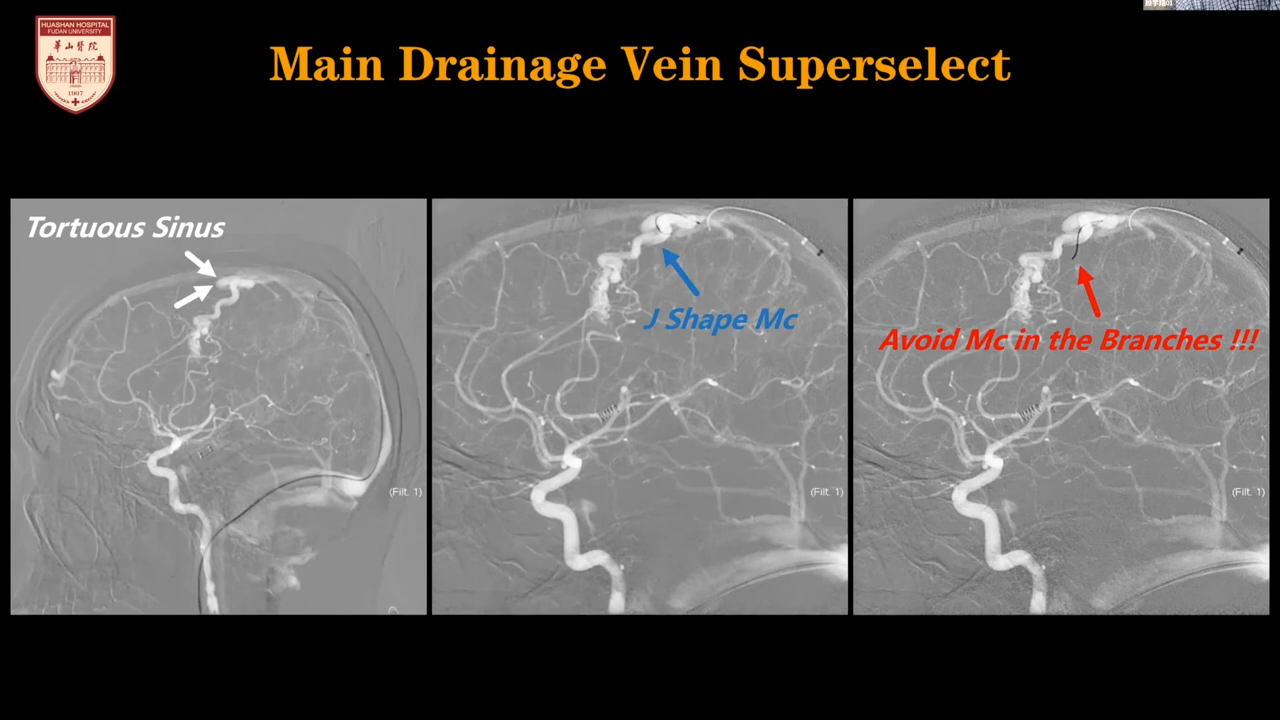 HUASHAN HOSPITAL
FUDAN UNIVERSITY
華山醫院
1907
Main Drainage Vein Superselect
Tortuous Sinus
J Shape Mc
Avoid Mc in the Branches !!!
(Filt. 1)
(Filt. 1)
(Filt. 1)